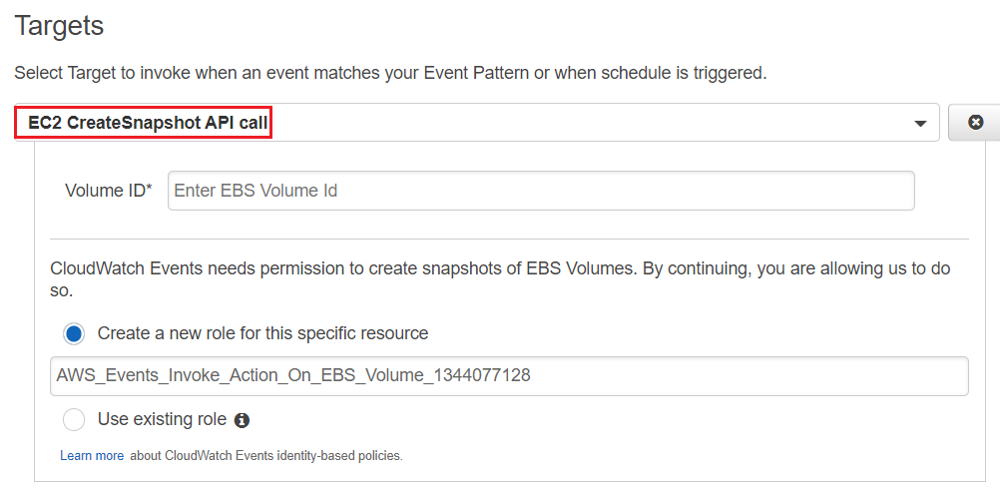 Targets
Select Target to invoke when an event matches your Event Pattern or when schedule is triggered.
EC2 CreateSnapshot API call
Volume ID* Enter EBS Volume Id
CloudWatch Events needs permission to create snapshots of EBS Volumes. By continuing, you are allowing us to do
so.
Create a new role for this specific resource
AWS_Events_Invoke_Action_On_EBS_Volume_1344077128
Use existing role
Learn more about CloudWatch Events identity-based policies.